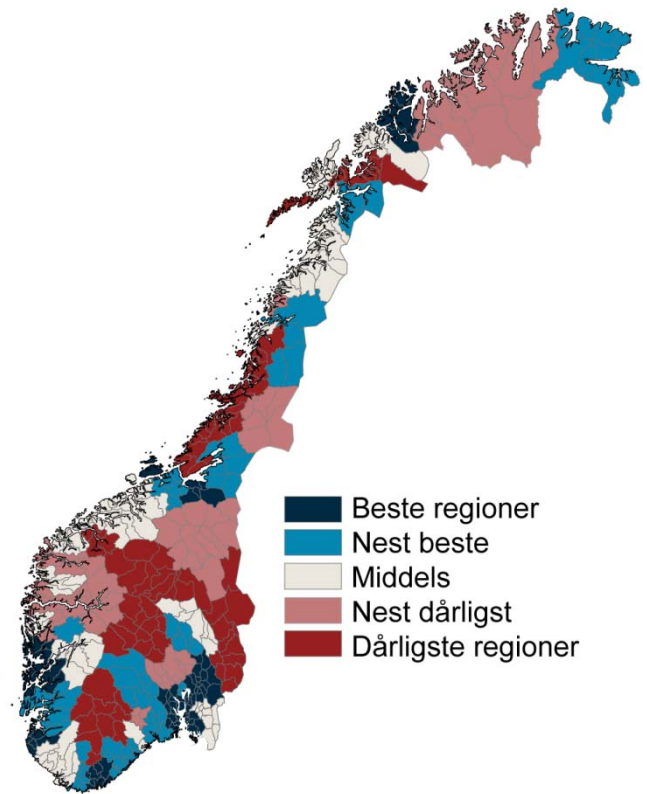 Beste regioner
Nest beste
Middels
Nest dårligst
Dårligste regioner